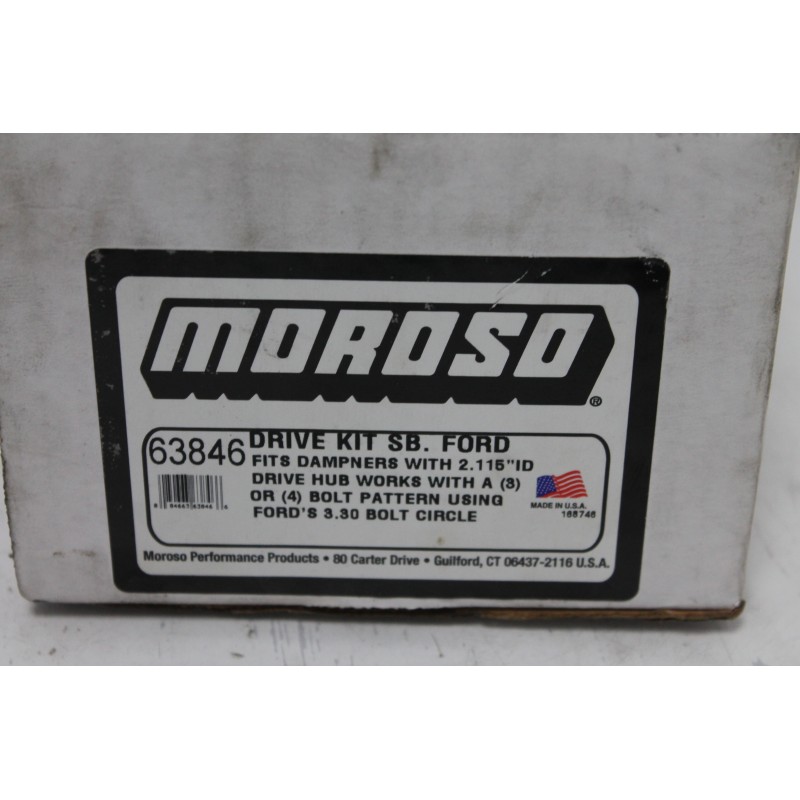 MOROSO®
63846
DRIVE KIT SB. FORD
FITS DAMPNERS WITH 2.115"ID
DRIVE HUB WORKS WITH A (3)
OR (4) BOLT PATTERN USING
FORD'S 3.30 BOLT CIRCLE
MADE IN U.S.A.
168746
Moroso Performance Products • 80 Carter Drive • Guilford, CT 06437-2116 U.S.A.